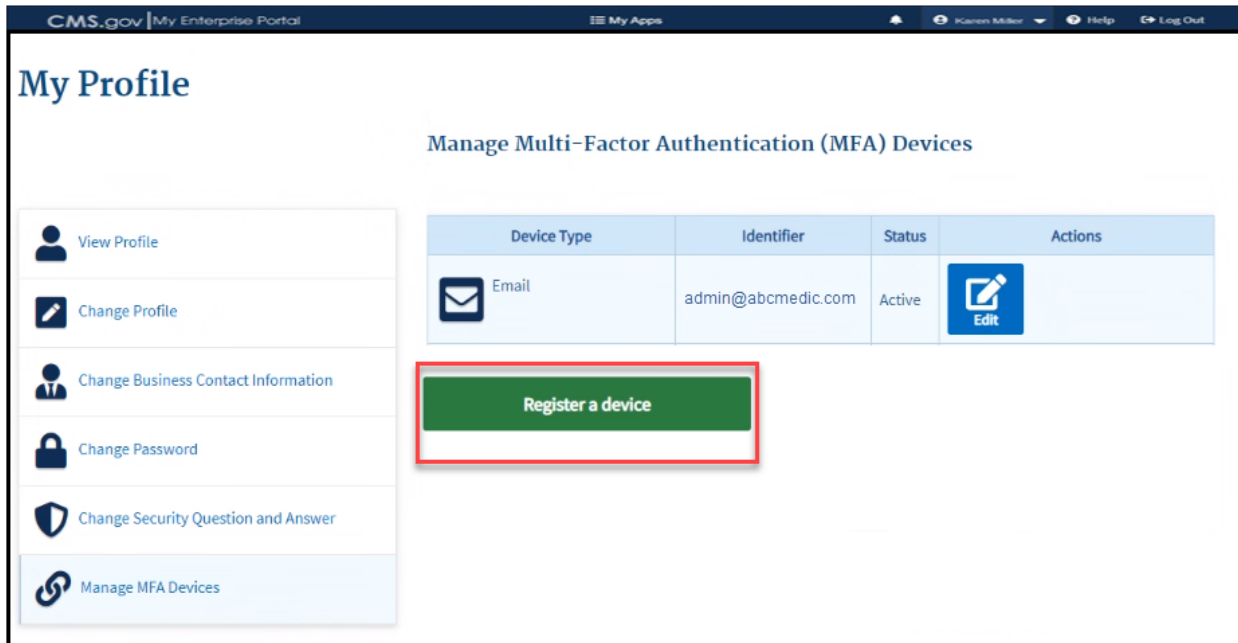 CMS.gov | My Enterprise Portal
My Apps
Karen Miller
Help
Log Out
My Profile
Manage Multi-Factor Authentication (MFA) Devices
View Profile
Change Profile
Change Business Contact Information
Change Password
Change Security Question and Answer
Manage MFA Devices
Device Type Identifier Status Actions
Email admin@abcmedic.com Active Edit
Register a device